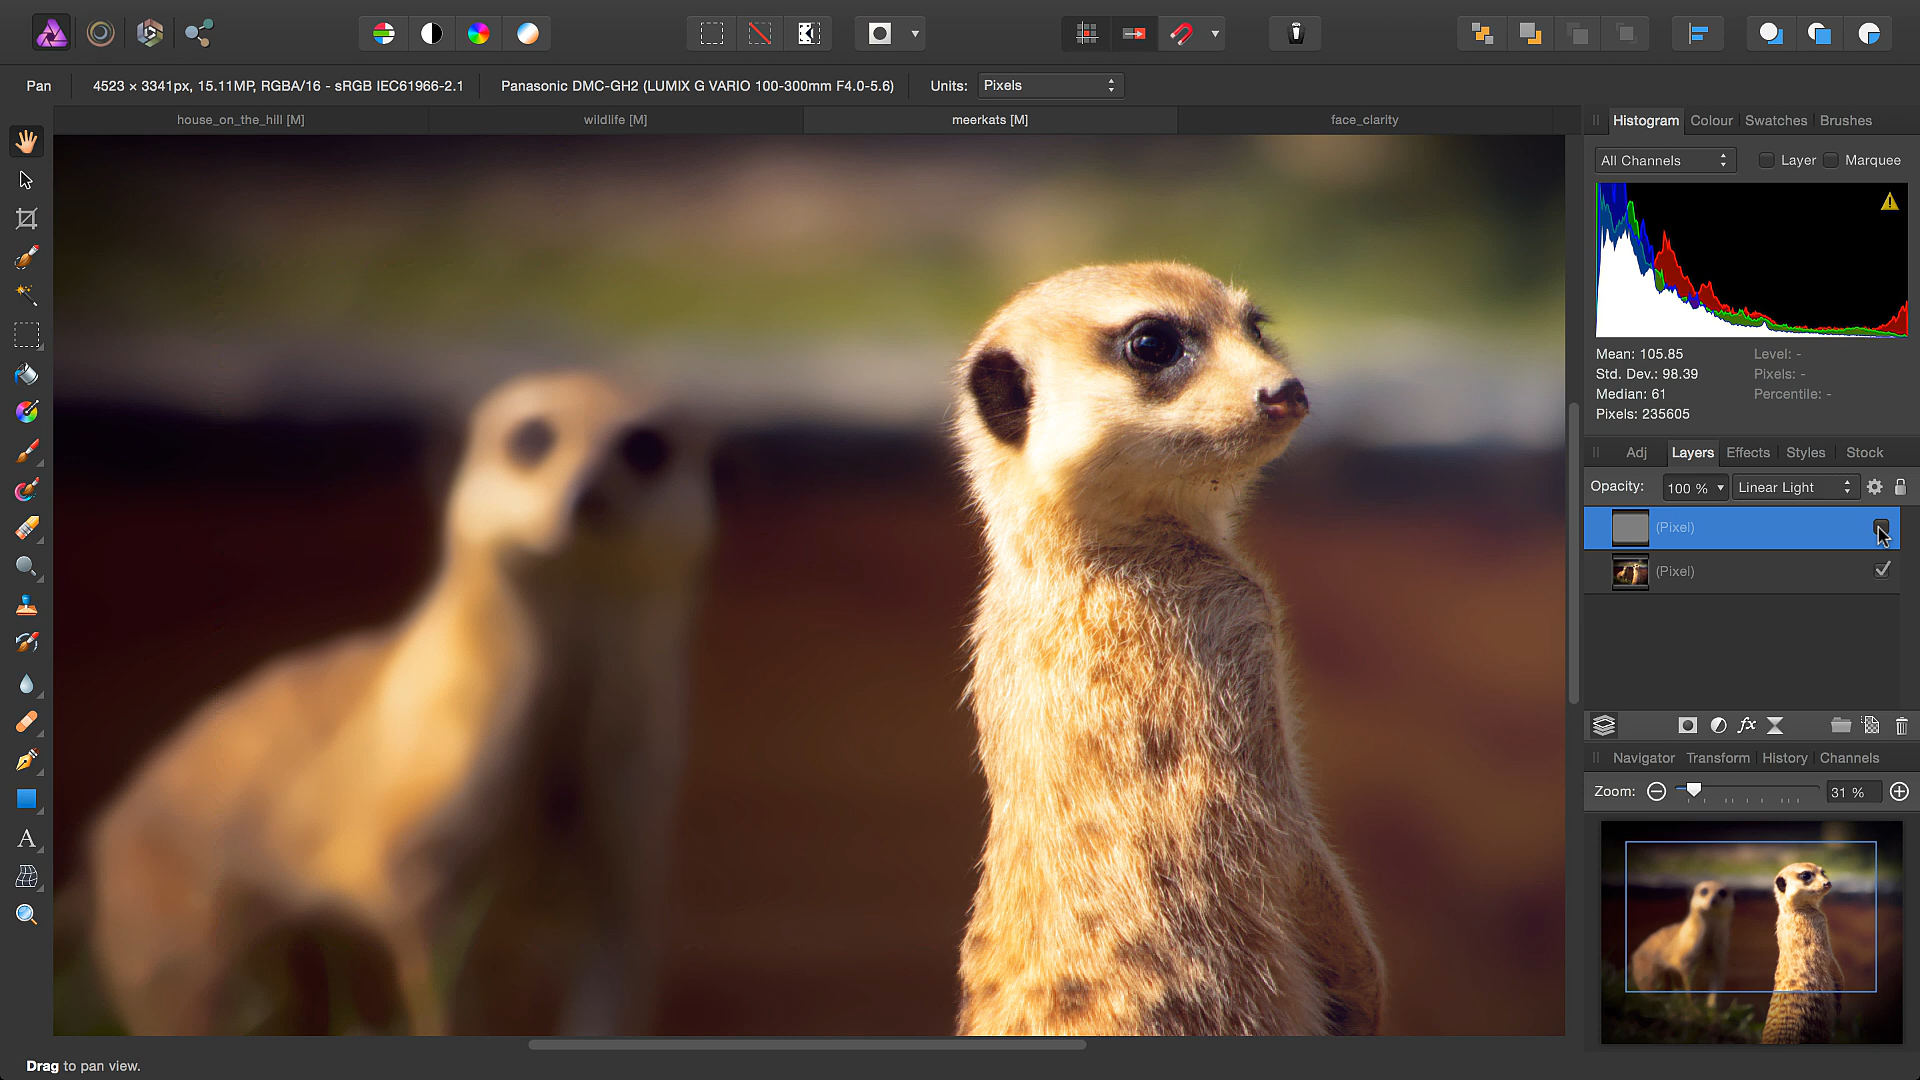 Pan
4523 × 3341px, 15.11MP, RGBA/16 - sRGB IEC61966-2.1
Panasonic DMC-GH2 (LUMIX G VARIO 100-300mm F4.0-5.6)
Units: Pixels
house_on_the_hill [M]
wildlife [M]
meerkats [M]
face_clarity
Histogram Colour Swatches Brushes
All Channels Layer Marquee
Mean: 105.85 Level: -
Std. Dev.: 98.39 Pixels: -
Median: 61 Percentile: -
Pixels: 235605
Adj Layers Effects Styles Stock
Opacity: 100 % Linear Light
(Pixel)
(Pixel)
fx
Navigator Transform History Channels
Zoom: 31 %
A
Drag to pan view.